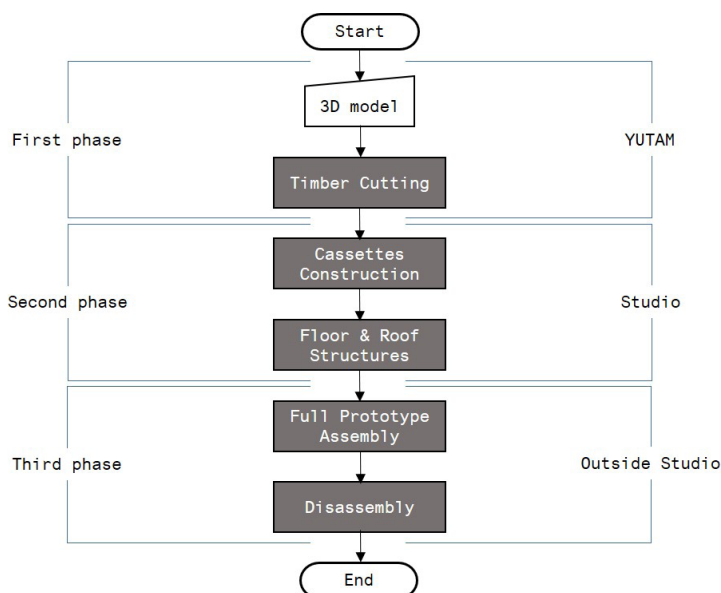 Start
3D model
First phase
YUTAM
Timber Cutting
Cassettes
Construction
Second phase
Studio
Floor & Roof
Structures
Full Prototype
Assembly
Third phase
Outside Studio
Disassembly
End